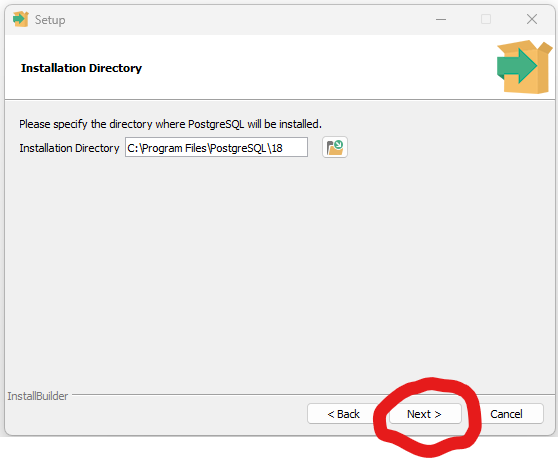 Setup
Installation Directory
Please specify the directory where PostgreSQL will be installed.
Installation Directory C:\Program Files\PostgreSQL\18
InstallBuilder
< Back Next > Cancel